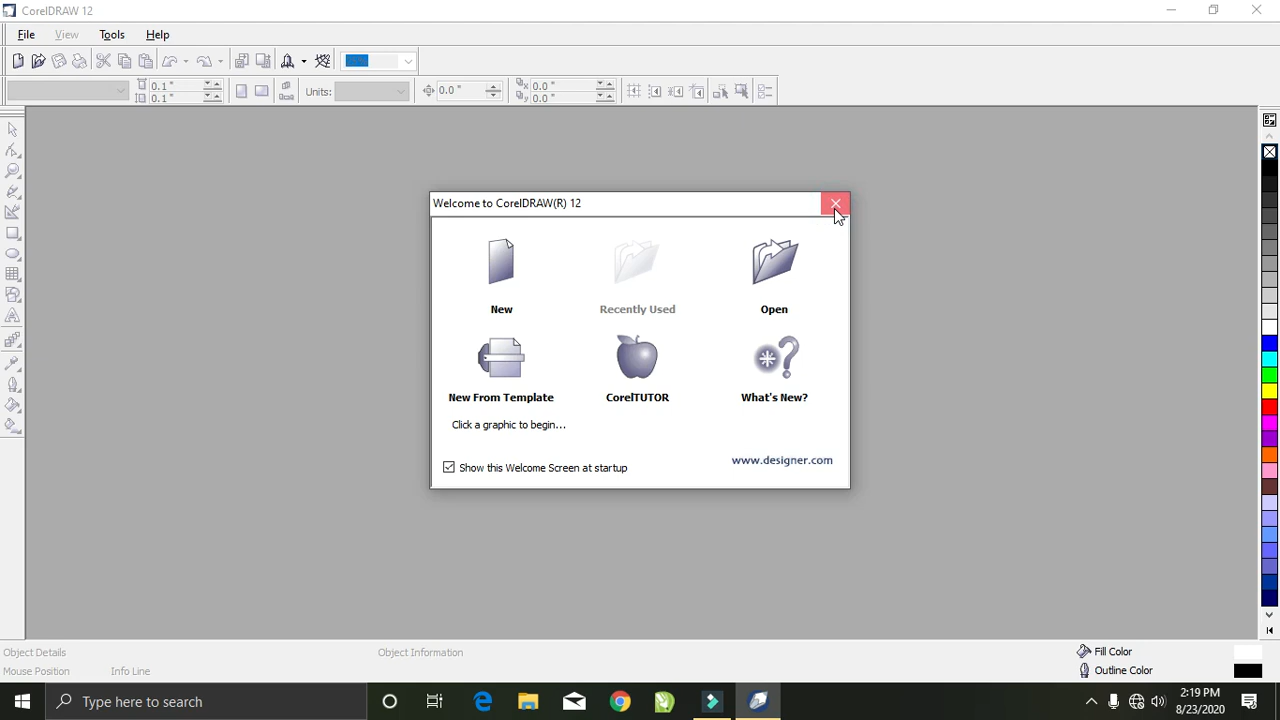 CorelDRAW 12
File View Tools Help
0.1 "
0.1 "
Units:
0.0 "
0.0 "
0.0 "
Welcome to CorelDRAW(R) 12
New Recently Used Open
New From Template CorelTUTOR What's New?
Click a graphic to begin...
www.designer.com
Show this Welcome Screen at startup
Object Details Object Information Fill Color
Mouse Position Info Line Outline Color
Type here to search
2:19 PM
8/23/2020